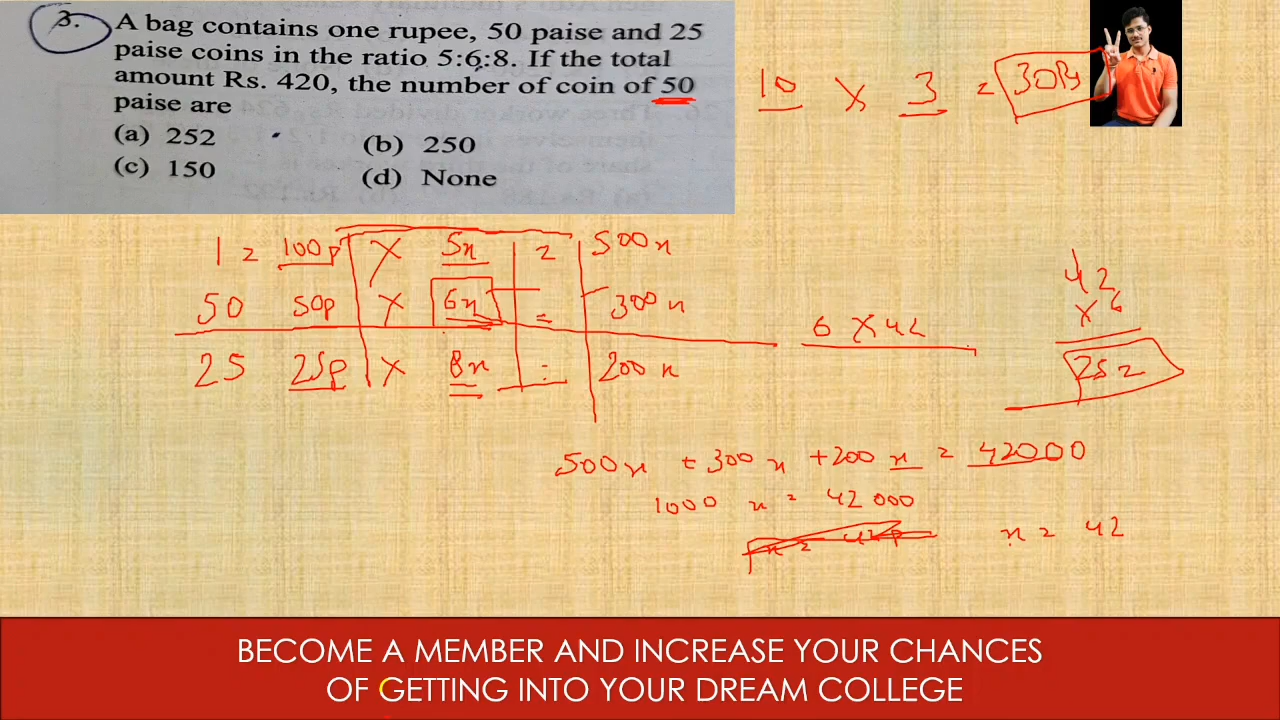 3. A bag contains one rupee, 50 paise and 25
paise coins in the ratio 5:6:8. If the total
amount Rs. 420, the number of coin of 50
paise are
(a) 252 (b) 250
(c) 150 (d) None
10 X 3 = 30Rs
1 = 100p X 5x = 500x
50 50p X 6x = 300x
25 25p X 8x = 200x
6 X 42
42
X 6
252
500x + 300x + 200x = 42000
1000 x = 42000
x = 42
BECOME A MEMBER AND INCREASE YOUR CHANCES
OF GETTING INTO YOUR DREAM COLLEGE